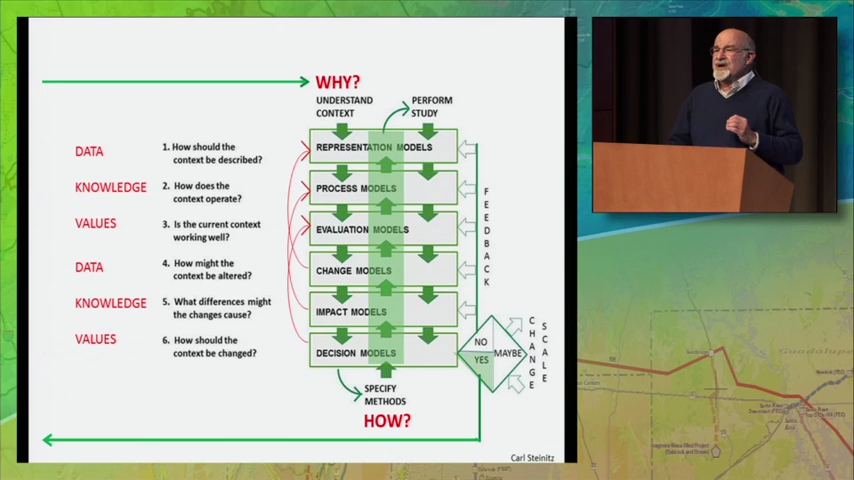 WHY?
UNDERSTAND
CONTEXT
PERFORM
STUDY
DATA
1. How should the
context be described?
REPRESENTATION MODELS
KNOWLEDGE
2. How does the
context operate?
PROCESS MODELS
VALUES
3. Is the current context
working well?
EVALUATION MODELS
DATA
4. How might the
context be altered?
CHANGE MODELS
KNOWLEDGE
5. What differences might
the changes cause?
IMPACT MODELS
VALUES
6. How should the
context be changed?
DECISION MODELS
FEEDBACK
NO
YES
MAYBE
CHANGE
SCALE
SPECIFY
METHODS
HOW?
Carl Steinitz
Guadalupe